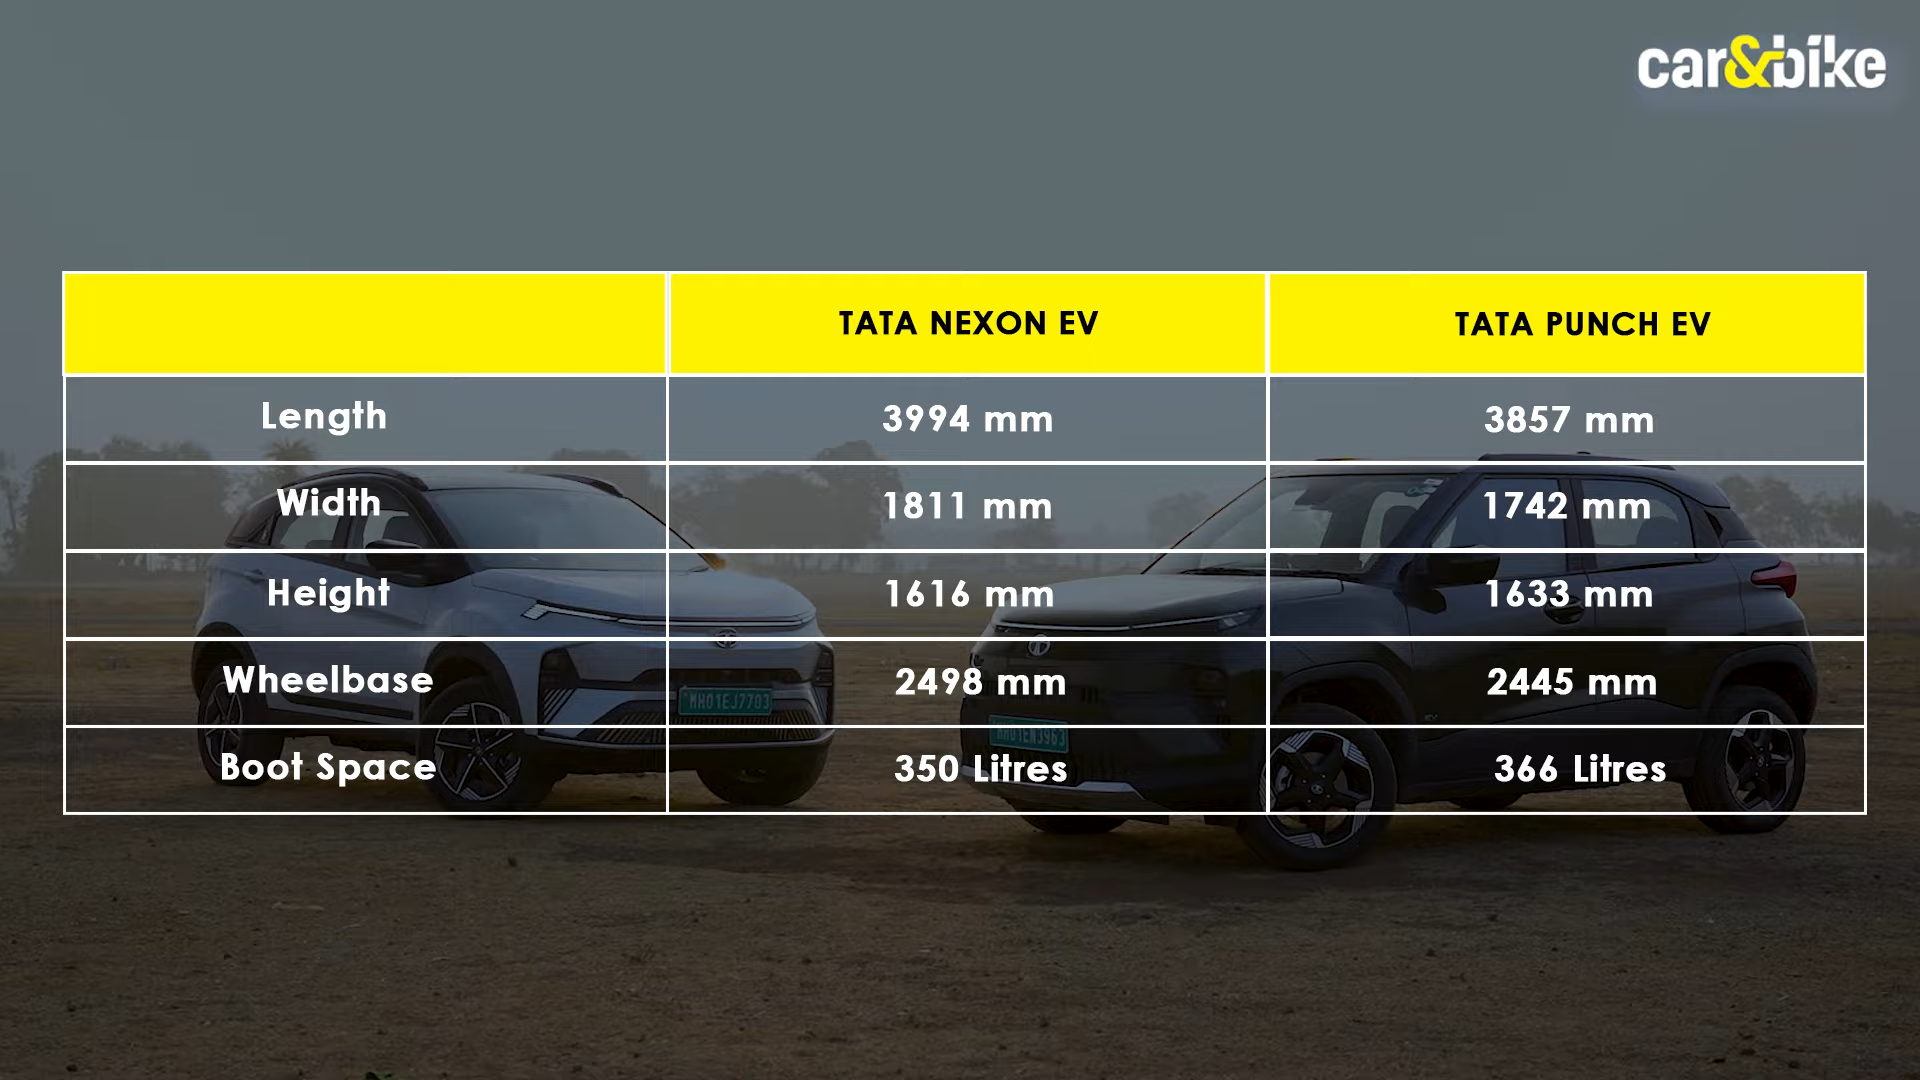 car&bike
TATA NEXON EV TATA PUNCH EV
Length 3994 mm 3857 mm
Width 1811 mm 1742 mm
Height 1616 mm 1633 mm
Wheelbase 2498 mm 2445 mm
MH01EJ7703
Boot Space 350 Litres 366 Litres